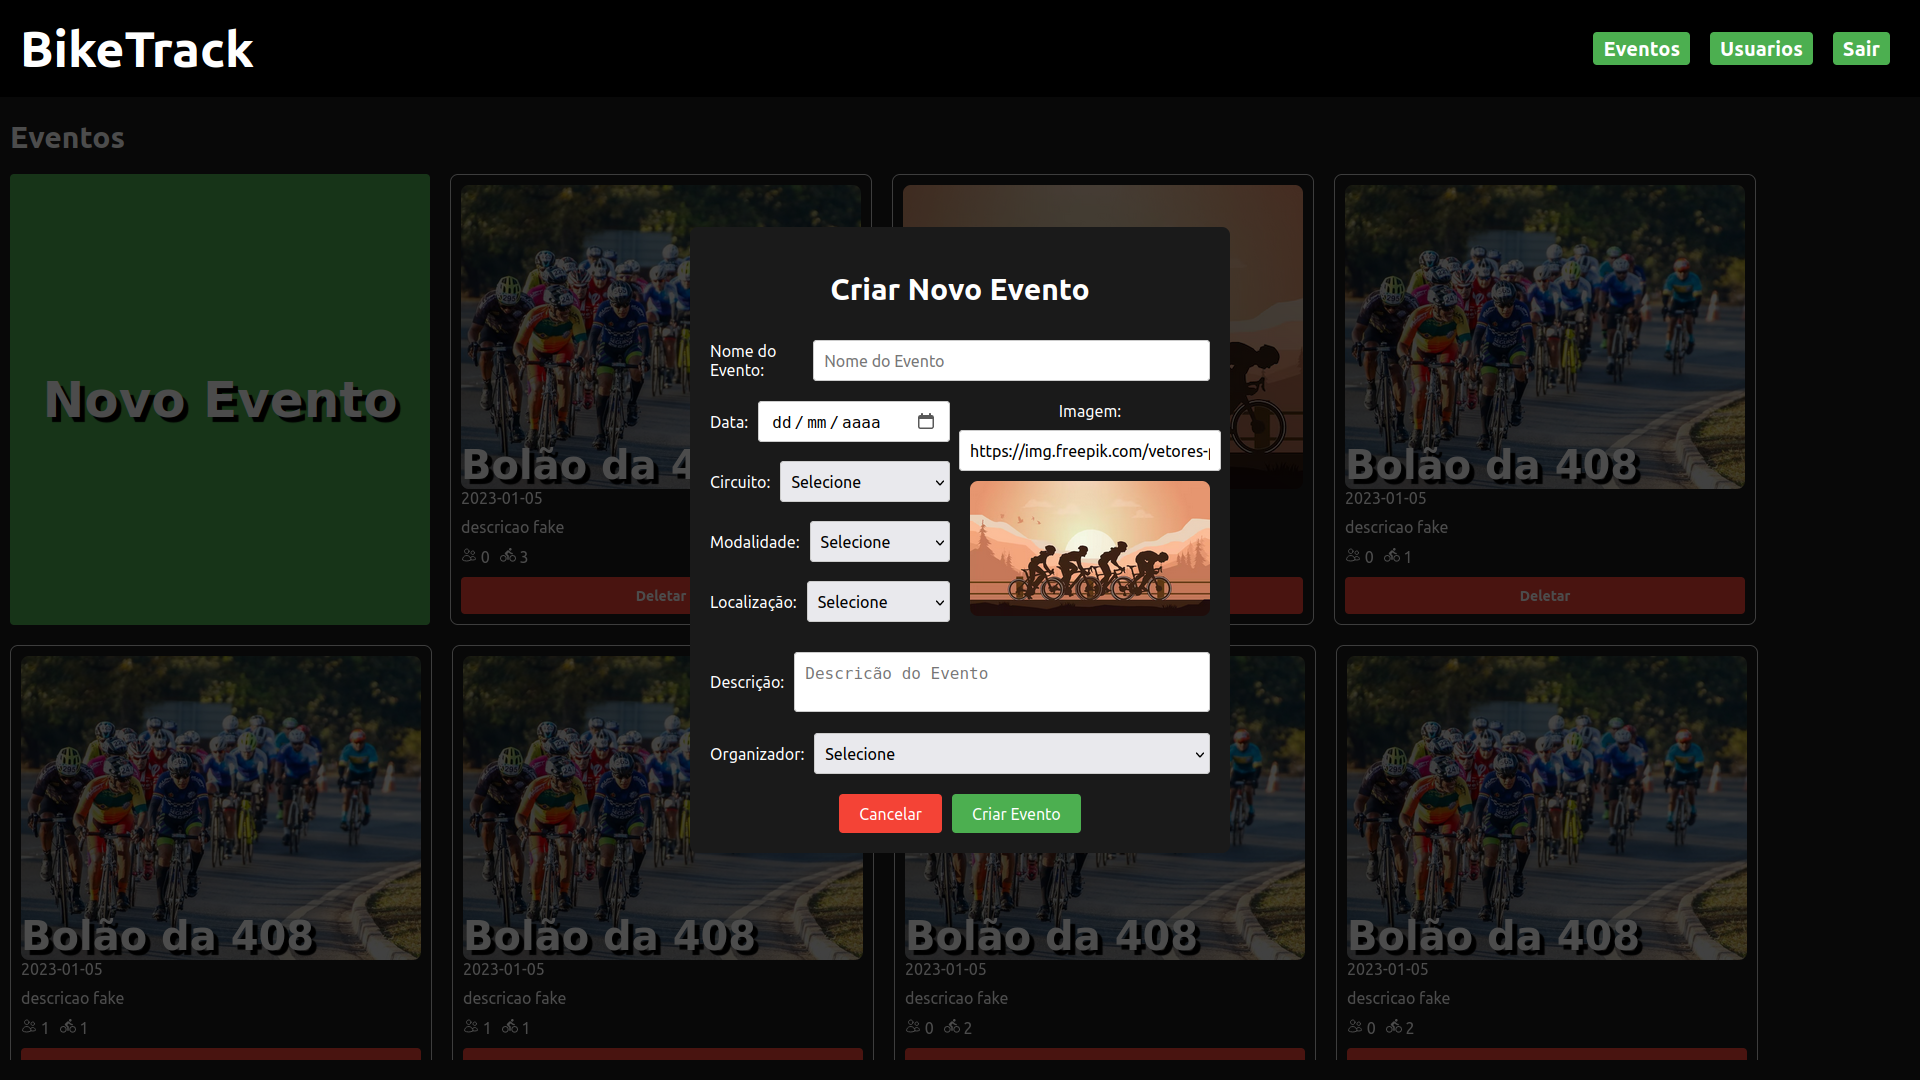 BikeTrack
Eventos
Usuarios
Sair
Eventos
Novo Evento
Bolão da 4
2023-01-05
descricao fake
0 3
Deletar
Bolão da 408
2023-01-05
descricao fake
0 1
Deletar
Criar Novo Evento
Nome do
Evento:
Nome do Evento
Data:
dd/mm/aaaa
Imagem:
https://img.freepik.com/vetores-p
Circuito:
Selecione
Modalidade:
Selecione
Localização:
Selecione
Descrição:
Descricão do Evento
Organizador:
Selecione
Cancelar
Criar Evento
Bolão da 408
2023-01-05
descricao fake
1 1
Bolão da 408
2023-01-05
descricao fake
1 1
Bolão da 408
2023-01-05
descricao fake
0 2
Bolão da 408
2023-01-05
descricao fake
0 2